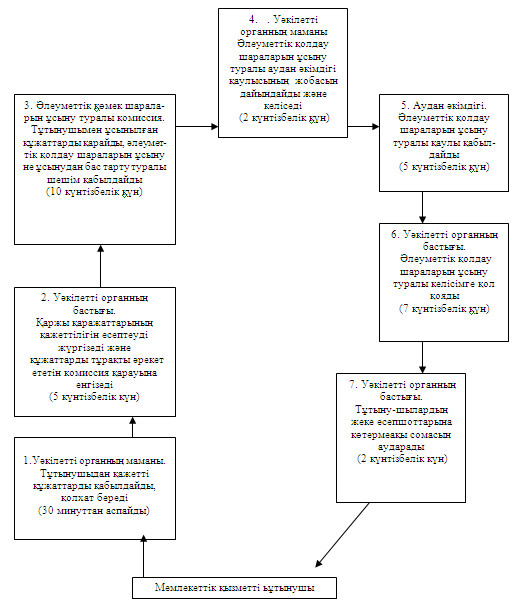 4.   . Уәкілетті
органның маманы
Әлеуметтік қолдау
шараларын ұсыну
туралы аудан әкімдігі
қаулысының жобасын
дайындайды және
келіседі
(2 күнтізбелік күн)
3. Әлеуметтік көмек шарала-
рын ұсыну туралы комиссия.
Тұтынушымен ұсынылған
құжаттарды қарайды, әлеумет-
тік қолдау шараларын ұсыну
не ұсынудан бас тарту туралы
шешім қабылдайды
(10 күнтізбелік күн)
5. Аудан әкімдігі.
Әлеуметтік қолдау
шараларын ұсыну
туралы қаулы қабыл-
дайды
(5 күнтізбелік күн)
6. Уәкілетті органның
бастығы.
Әлеуметтік қолдау
шараларын ұсыну
туралы келісімге қол
қояды
(7 күнтізбелік күн)
2. Уәкілетті органның
бастығы.
Қаржы қаражаттарының
қажеттілігін есептеуді
жүргізеді және
құжаттарды тұрақты әрекет
ететін комиссия қарауына
енгізеді
(5 күнтізбелік күн)
7. Уәкілетті органның
бастығы.
Тұтыну-шылардың
жеке есепшоттарына
көтермеақы сомасын
аударады
(2 күнтізбелік күн)
1.Уәкілетті органның маманы.
Тұтынушыдан қажетті
құжаттарды қабылдайды,
қолхат береді
(30 минуттан аспайды)
Мемлекеттік қызметті ұтынушы